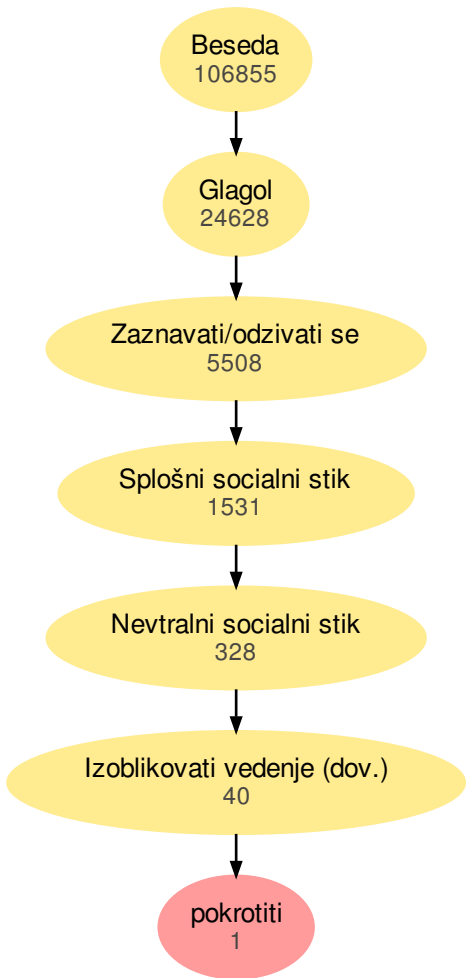 Beseda
106855
Glagol
24628
Zaznavati/odzivati se
5508
Splošni socialni stik
1531
Nevtralni socialni stik
328
Izoblikovati vedenje (dov.)
40
pokrotiti
1